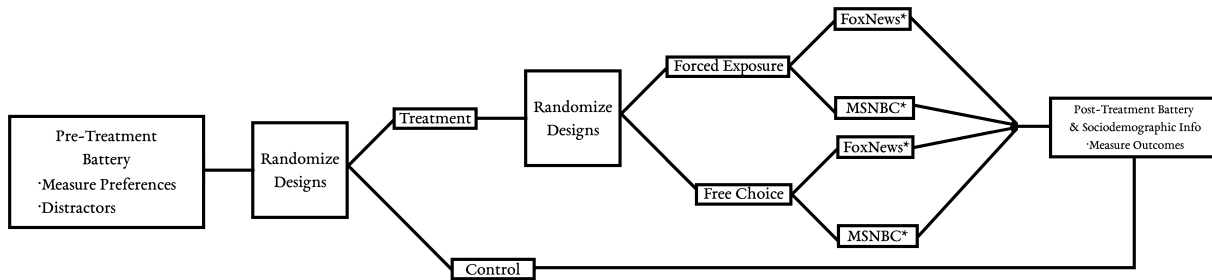 Pre-Treatment
Battery
·Measure Preferences
·Distractors
Randomize
Designs
Treatment
Control
Randomize
Designs
Forced Exposure
Free Choice
FoxNews*
MSNBC*
FoxNews*
MSNBC*
Post-Treatment Battery
& Sociodemographic Info
·Measure Outcomes